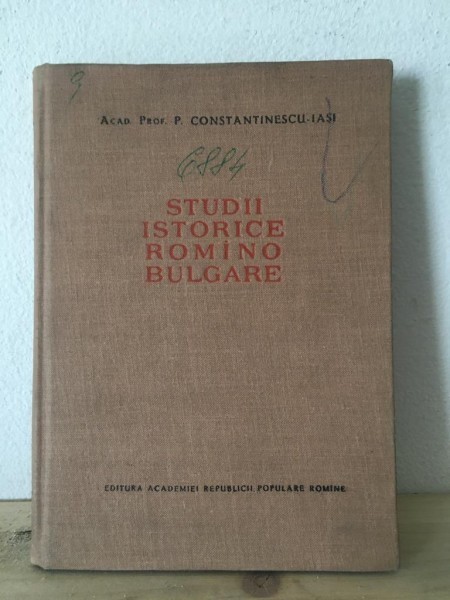 9
ACAD. PROF. P. CONSTANTINESCU-IAȘI
6884
STUDII
ISTORICE
ROMÎNO
BULGARE
EDITURA ACADEMIEI REPUBLICII POPULARE ROMÎNE